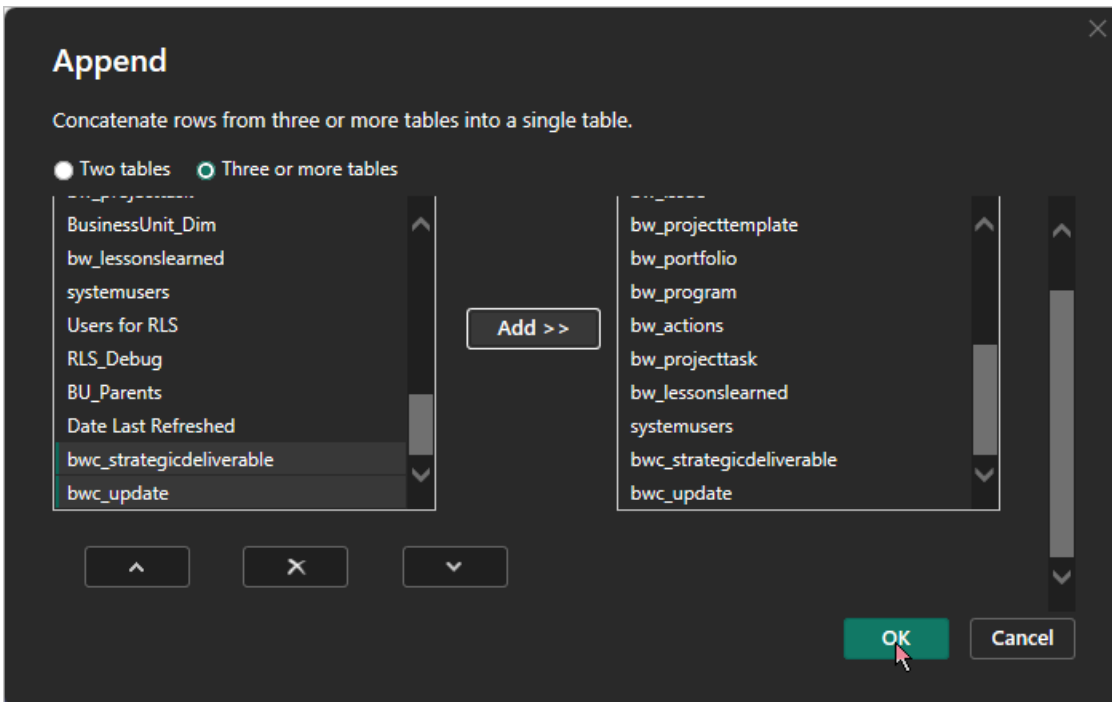 Append
Concatenate rows from three or more tables into a single table.
Two tables Three or more tables
BusinessUnit_Dim
bw_lessonslearned
systemusers
Users for RLS
RLS_Debug
BU_Parents
Date Last Refreshed
bwc_strategicdeliverable
bwc_update
Add >>
bw_projecttemplate
bw_portfolio
bw_program
bw_actions
bw_projecttask
bw_lessonslearned
systemusers
bwc_strategicdeliverable
bwc_update
OK Cancel